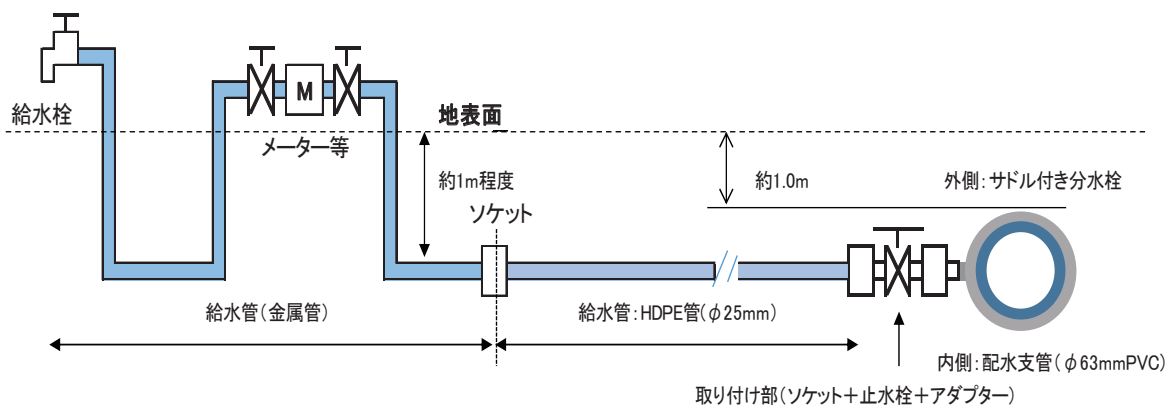 給水栓
M
メーター等
地表面
約1m程度
ソケット
約1.0m
外側：サドル付き分水栓
給水管（金属管）
給水管：HDPE管（φ25mm）
内側：配水支管（φ63mmPVC）
取り付け部（ソケット＋止水栓＋アダプター）